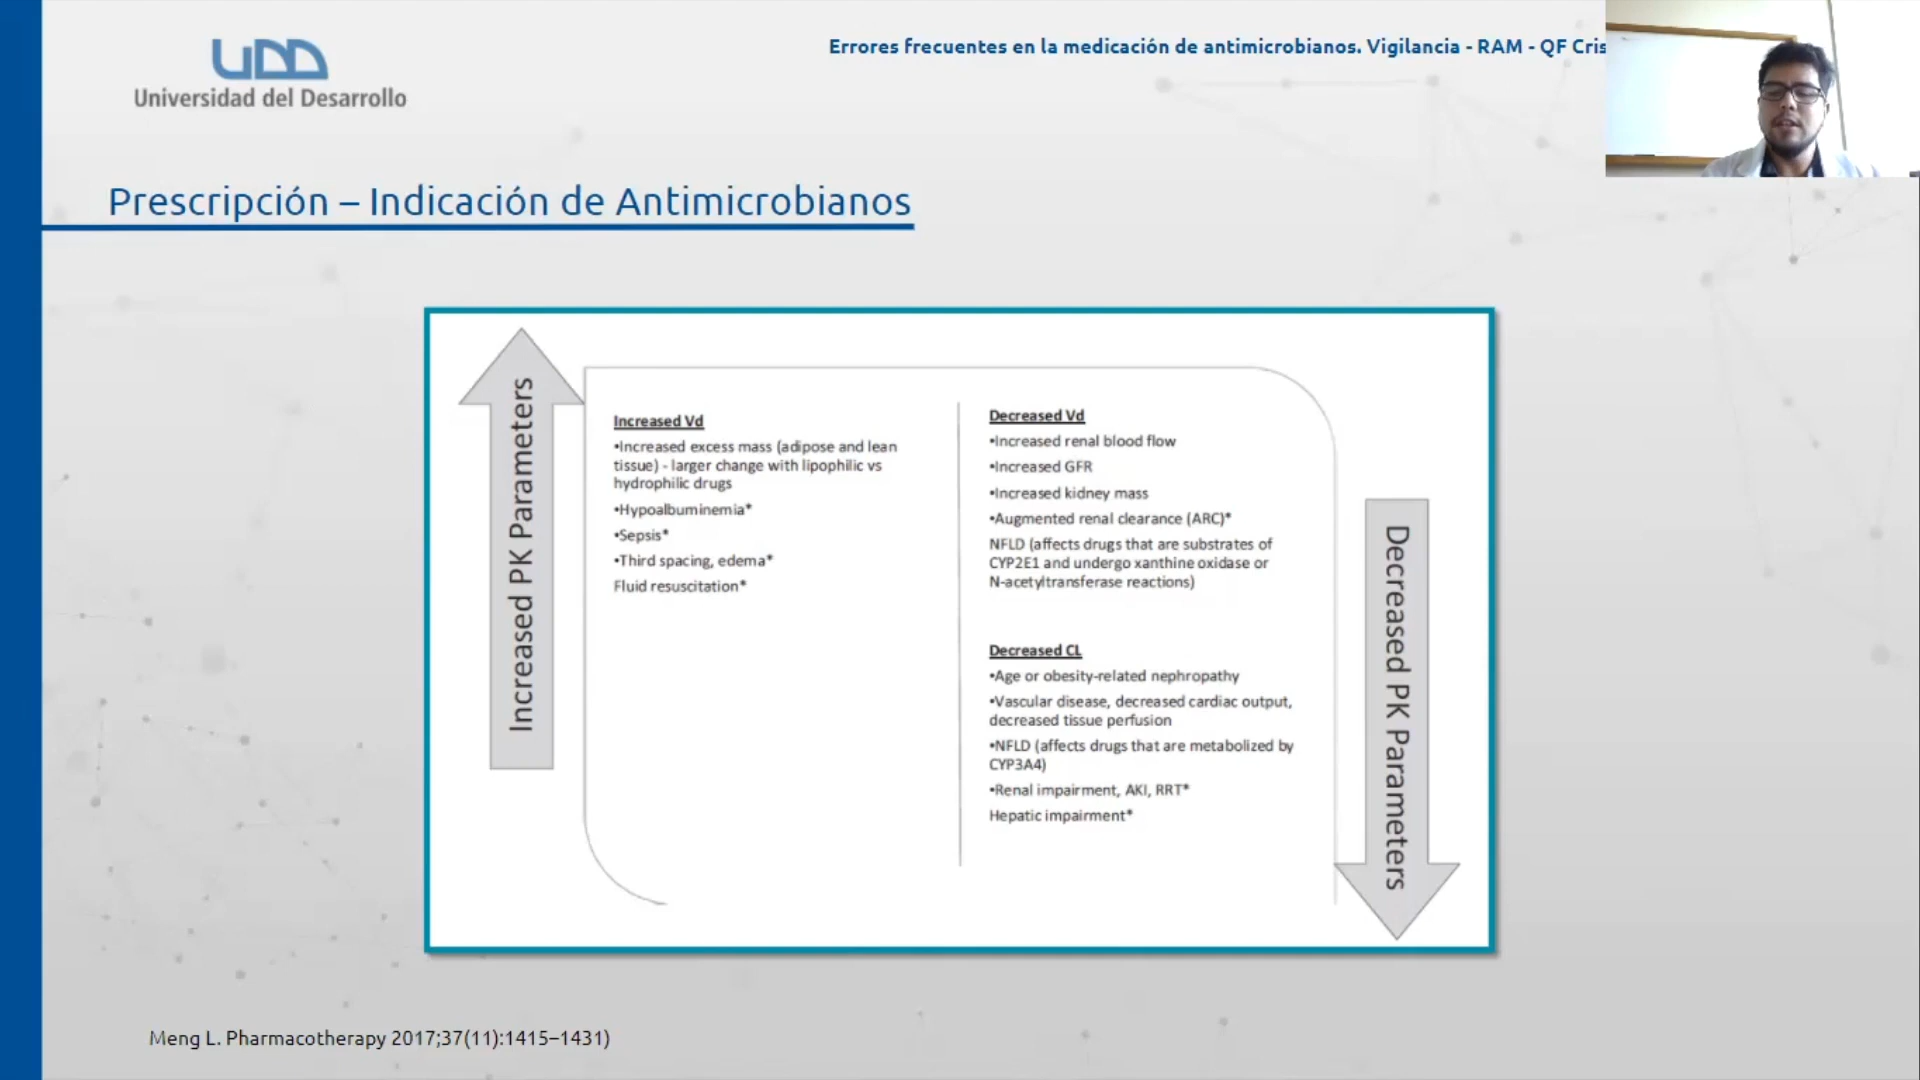 UDD
Universidad del Desarrollo
Errores frecuentes en la medicación de antimicrobianos. Vigilancia - RAM - QF Cris
Prescripción – Indicación de Antimicrobianos
Increased PK Parameters
Increased Vd
•Increased excess mass (adipose and lean
tissue) - larger change with lipophilic vs
hydrophilic drugs
•Hypoalbuminemia*
•Sepsis*
•Third spacing, edema*
Fluid resuscitation*
Decreased Vd
•Increased renal blood flow
•Increased GFR
•Increased kidney mass
•Augmented renal clearance (ARC)*
NFLD (affects drugs that are substrates of
CYP2E1 and undergo xanthine oxidase or
N-acetyltransferase reactions)
Decreased CL
•Age or obesity-related nephropathy
•Vascular disease, decreased cardiac output,
decreased tissue perfusion
•NFLD (affects drugs that are metabolized by
CYP3A4)
•Renal impairment, AKI, RRT*
Hepatic impairment*
Decreased PK Parameters
Meng L. Pharmacotherapy 2017;37(11):1415–1431)